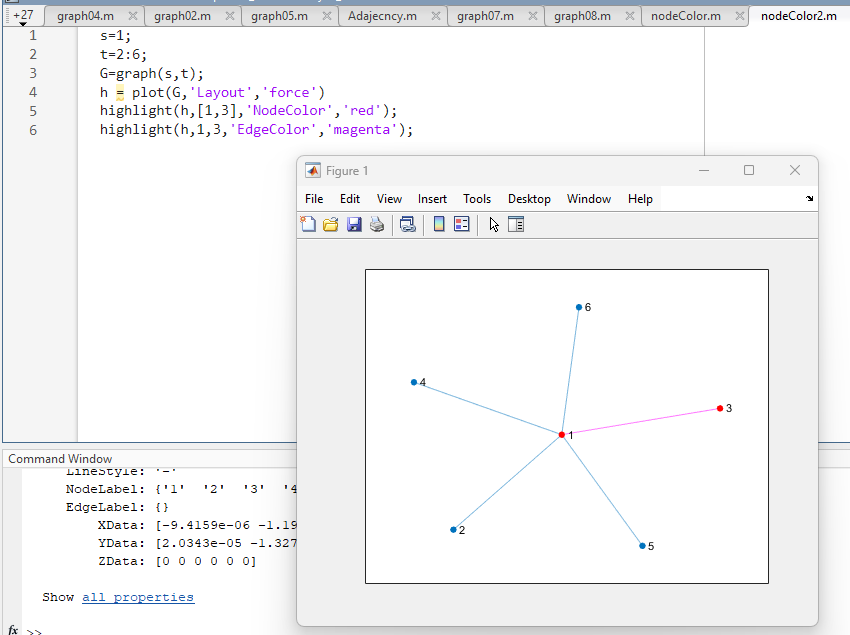 +27 graph04.m graph02.m graph05.m Adajecncy.m graph07.m graph08.m nodeColor.m nodeColor2.m
1 s=1;
2 t=2:6;
3 G=graph(s,t);
4 h = plot(G,'Layout','force')
5 highlight(h,[1,3],'NodeColor','red');
6 highlight(h,1,3,'EdgeColor','magenta');
Figure 1
File Edit View Insert Tools Desktop Window Help
6
4
3
1
2
5
Command Window
LineStyle: '-'
NodeLabel: {'1' '2' '3' '4
EdgeLabel: {}
XData: [-9.4159e-06 -1.19
YData: [2.0343e-05 -1.327
ZData: [0 0 0 0 0 0]
Show all properties
fx >>